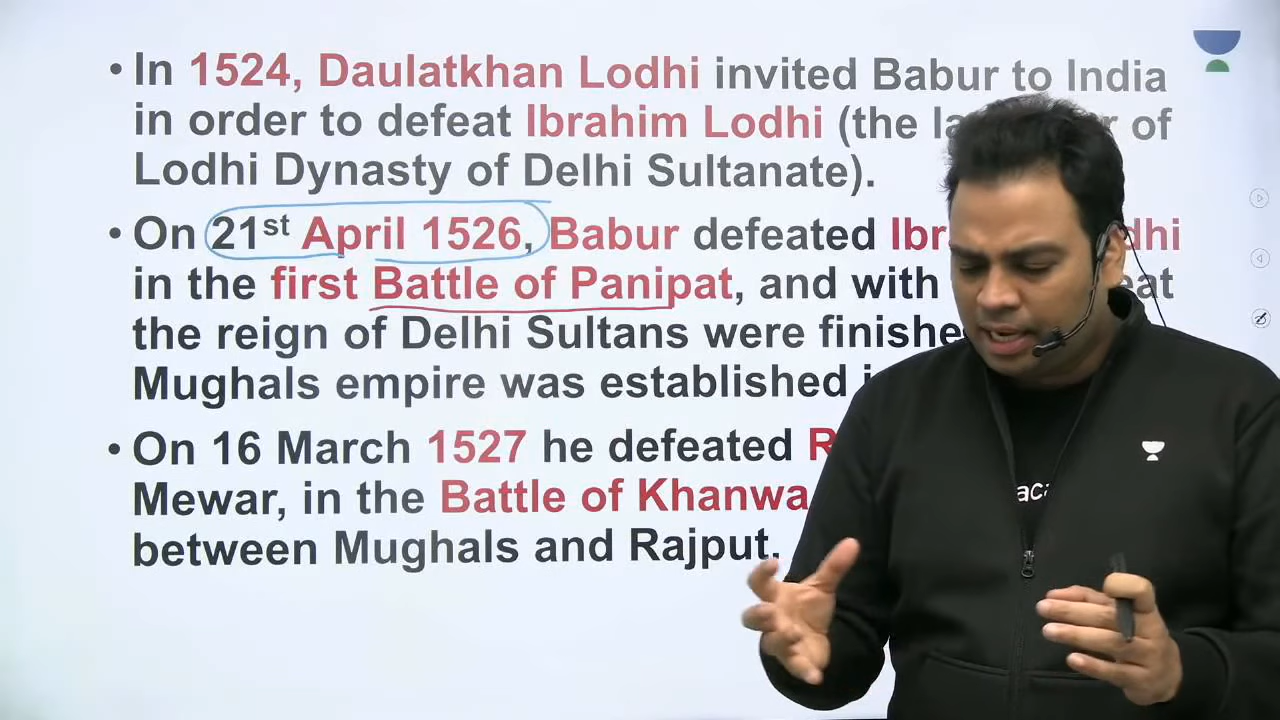 • In 1524, Daulatkhan Lodhi invited Babur to India
in order to defeat Ibrahim Lodhi (the of
Lodhi Dynasty of Delhi Sultanate).
• On 21st April 1526, Babur defeated
in the first Battle of Panipat, and with
the reign of Delhi Sultans were
Mughals empire was established
• On 16 March 1527 he defeated
Mewar, in the Battle of Khanwa
between Mughals and Rajput.